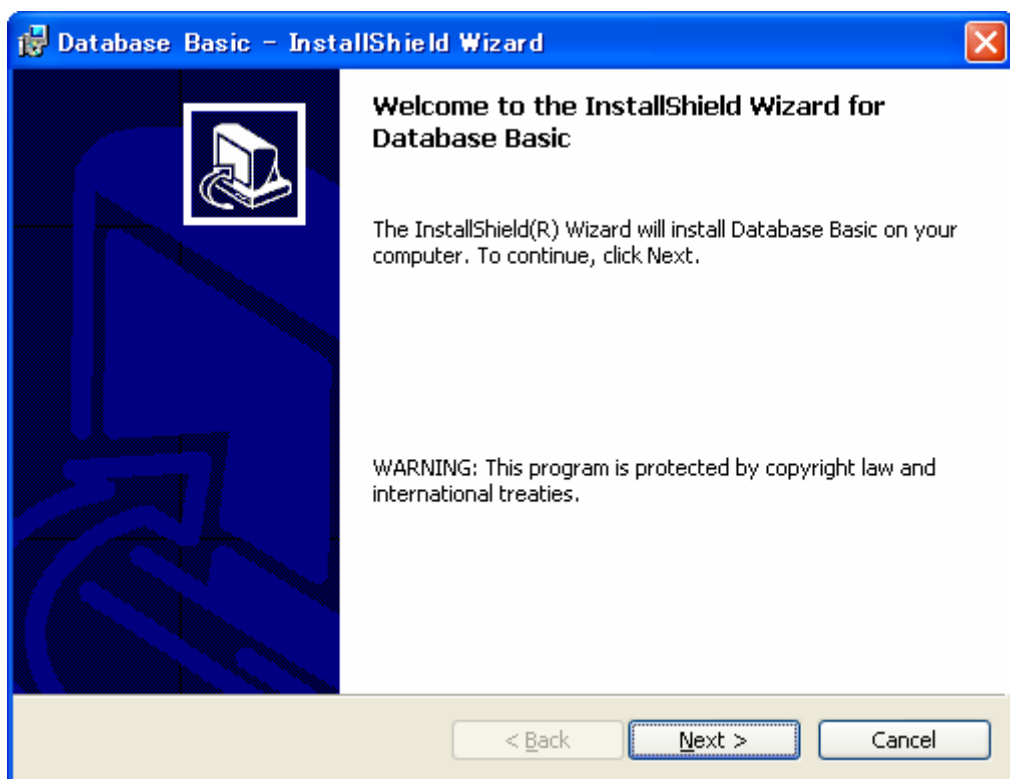 Database Basic - InstallShield Wizard
Welcome to the InstallShield Wizard for
Database Basic
The InstallShield(R) Wizard will install Database Basic on your
computer. To continue, click Next.
WARNING: This program is protected by copyright law and
international treaties.
< Back
Next >
Cancel